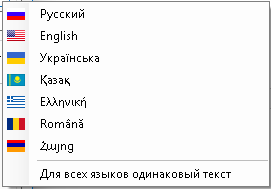 Русский
English
Українська
Қазақ
Ελληνική
Română
Հայոց
Для всех языков одинаковый текст